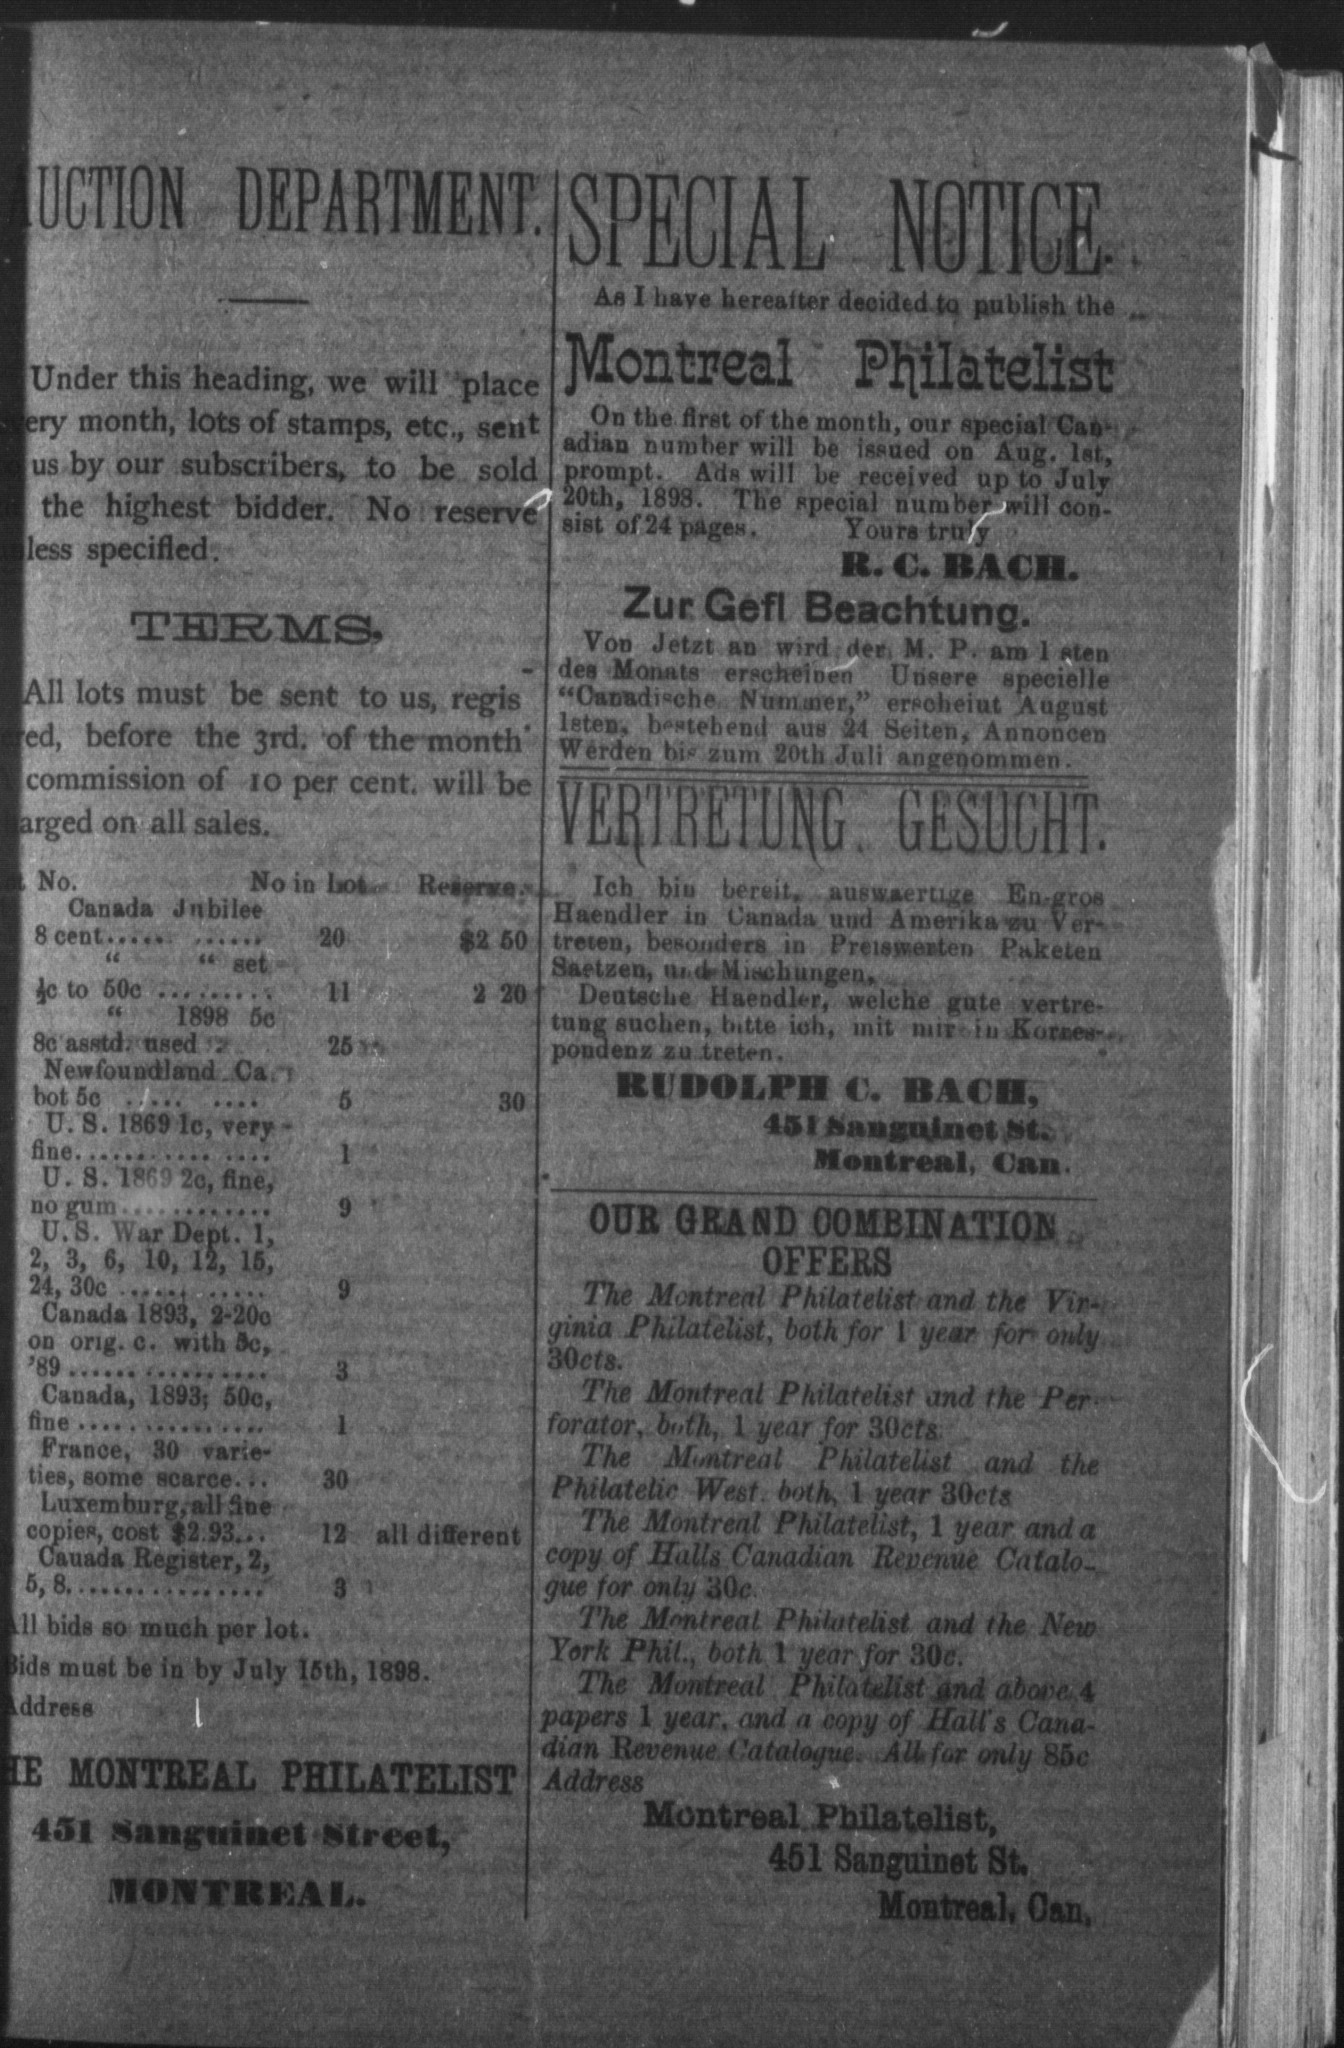 UCTION DEPARTMENT.
Under this heading, we will place
ery month, lots of stamps, etc., sent
us by our subscribers, to be sold
the highest bidder. No reserve
less specified.
TERMS.
All lots must be sent to us, regis
ed, before the 3rd. of the month
commission of 10 per cent. will be
arged on all sales.
No. No in Lot. Reserve.
Canada Jubilee
8 cent........... 20 $2 50
" " set
½c to 50c ......... 11 2 20
" 1898 5c
8c asstd. used 25
Newfoundland Ca
bot 5c ..... .... 5 30
U. S. 1869 1c, very
fine............... 1
U. S. 1869 2c, fine,
no gum............ 9
U.S. War Dept. 1,
2, 3, 6, 10, 12, 15,
24, 30c ............ 9
Canada 1893, 2-20c
on orig. c. with 5c,
'89 ................ 3
Canada, 1893; 50c,
fine ............... 1
France, 30 varie-
ties, some scarce... 30
Luxemburg, all fine
copies, cost $2.93... 12 all different
Cauada Register, 2,
5, 8................ 3
All bids so much per lot.
Bids must be in by July 15th, 1898.
Address
HE MONTREAL PHILATELIST
451 Sanguinet Street,
MONTREAL.
SPECIAL NOTICE.
As I have hereafter decided to publish the
Montreal Philatelist
On the first of the month, our special Can-
adian number will be issued on Aug. 1st,
prompt. Ads will be received up to July
20th, 1898. The special number will con-
sist of 24 pages. Yours truly
R. C. BACH.
Zur Gefl Beachtung.
Von Jetzt an wird der M. P. am 1 sten
des Monats erscheinen Unsere specielle
"Canadische Nummer," erscheint August
1sten, bestehend aus 24 Seiten, Annoncen
Werden bis zum 20th Juli angenommen.
VERTRETUNG GESUCHT.
Ich bin bereit, auswaertige En-gros
Haendler in Canada und Amerika zu Ver-
treten, besonders in Preiswerten Paketen
Saetzen, und Mischungen,
Deutsche Haendler, welche gute vertre-
tung suchen, bitte ich, mit mir in Korres-
pondenz zu treten.
RUDOLPH C. BACH,
451 Sanguinet St.
Montreal, Can.
OUR GRAND COMBINATION
OFFERS
The Montreal Philatelist and the Vir-
ginia Philatelist, both for 1 year for only
30cts.
The Montreal Philatelist and the Per-
forator, both, 1 year for 30cts.
The Montreal Philatelist and the
Philatelic West. both, 1 year 30cts
The Montreal Philatelist, 1 year and a
copy of Halls Canadian Revenue Catalo-
gue for only 30c.
The Montreal Philatelist and the New
York Phil., both 1 year for 30c.
The Montreal Philatelist and above 4
papers 1 year, and a copy of Hall's Cana-
dian Revenue Catalogue. All for only 85c
Address
Montreal Philatelist,
451 Sanguinet St.
Montreal, Can,